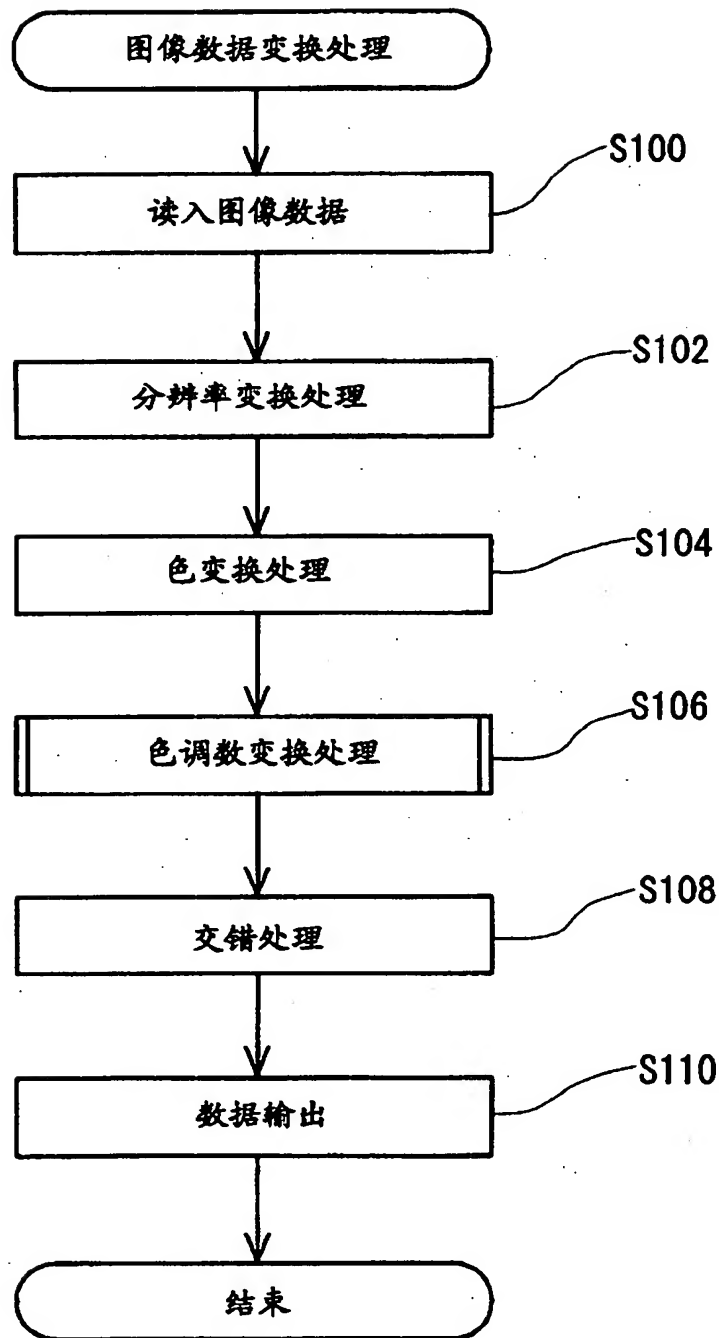 图像数据变换处理
S100
读入图像数据
S102
分辨率变换处理
S104
色变换处理
S106
色调数变换处理
S108
交错处理
S110
数据输出
结束